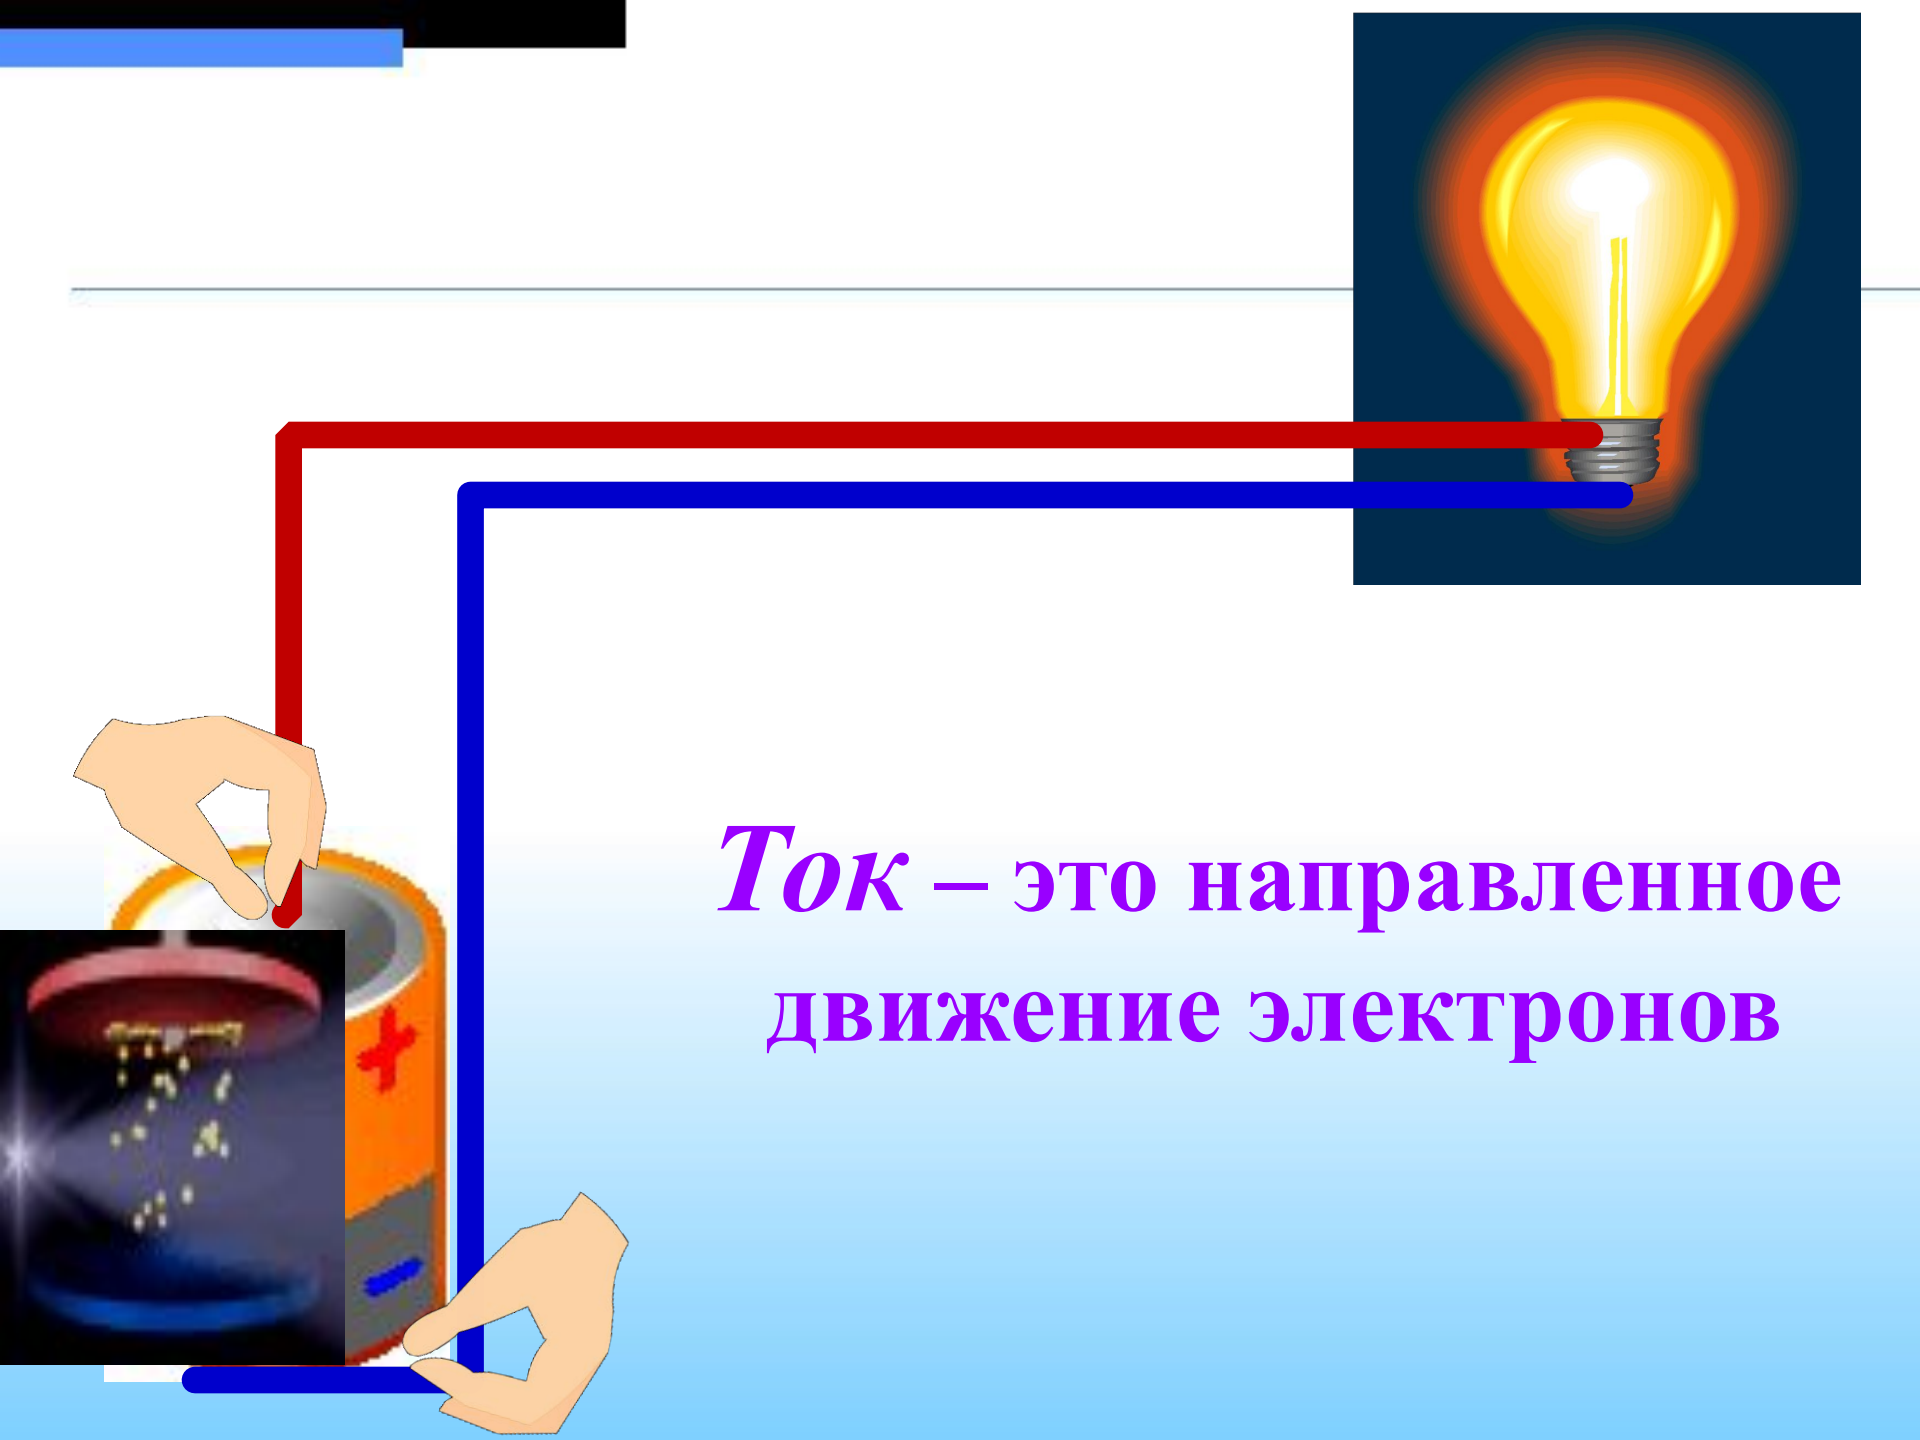 Ток – это направленное
движение электронов
+
-